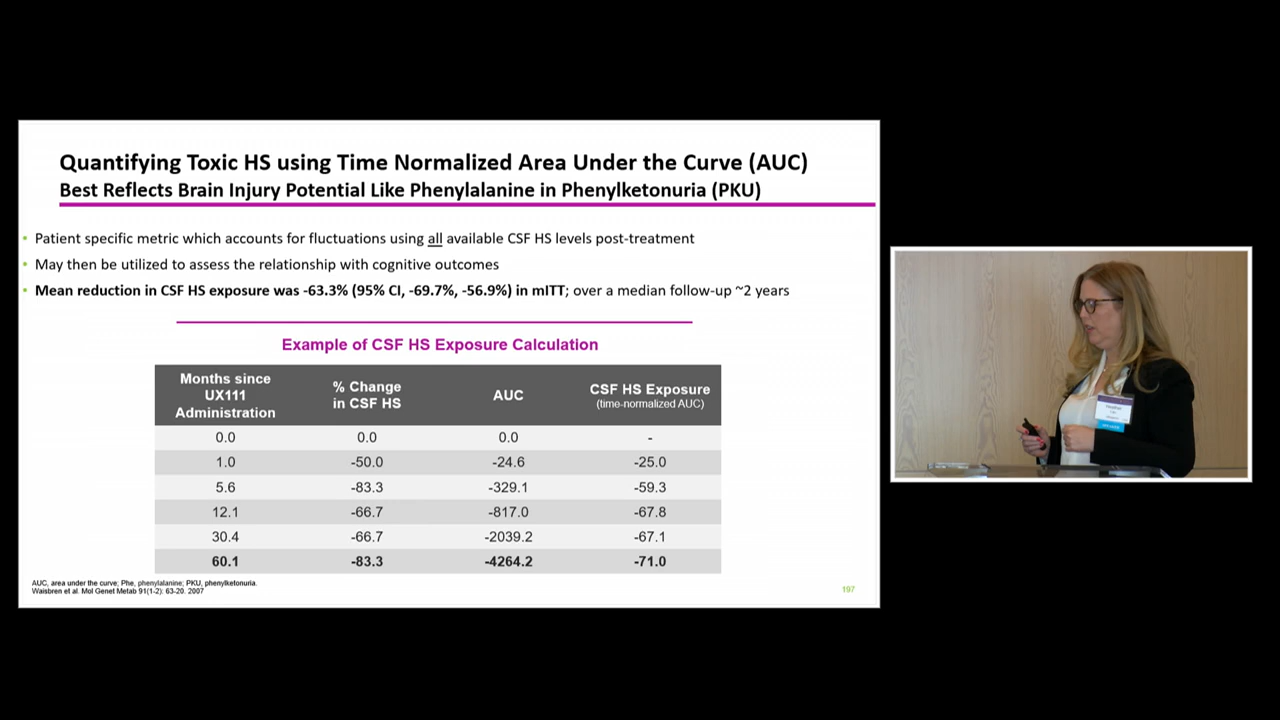 Quantifying Toxic HS using Time Normalized Area Under the Curve (AUC)
Best Reflects Brain Injury Potential Like Phenylalanine in Phenylketonuria (PKU)
• Patient specific metric which accounts for fluctuations using all available CSF HS levels post-treatment
• May then be utilized to assess the relationship with cognitive outcomes
• Mean reduction in CSF HS exposure was -63.3% (95% CI, -69.7%, -56.9%) in mITT; over a median follow-up ~2 years
Example of CSF HS Exposure Calculation
Months since
UX111
Administration
% Change
in CSF HS
AUC
CSF HS Exposure
(time-normalized AUC)
0.0 0.0 0.0 -
1.0 -50.0 -24.6 -25.0
5.6 -83.3 -329.1 -59.3
12.1 -66.7 -817.0 -67.8
30.4 -66.7 -2039.2 -67.1
60.1 -83.3 -4264.2 -71.0
AUC, area under the curve; Phe, phenylalanine; PKU, phenylketonuria.
Waisbren et al. Mol Genet Metab 91(1-2): 63-20. 2007
197